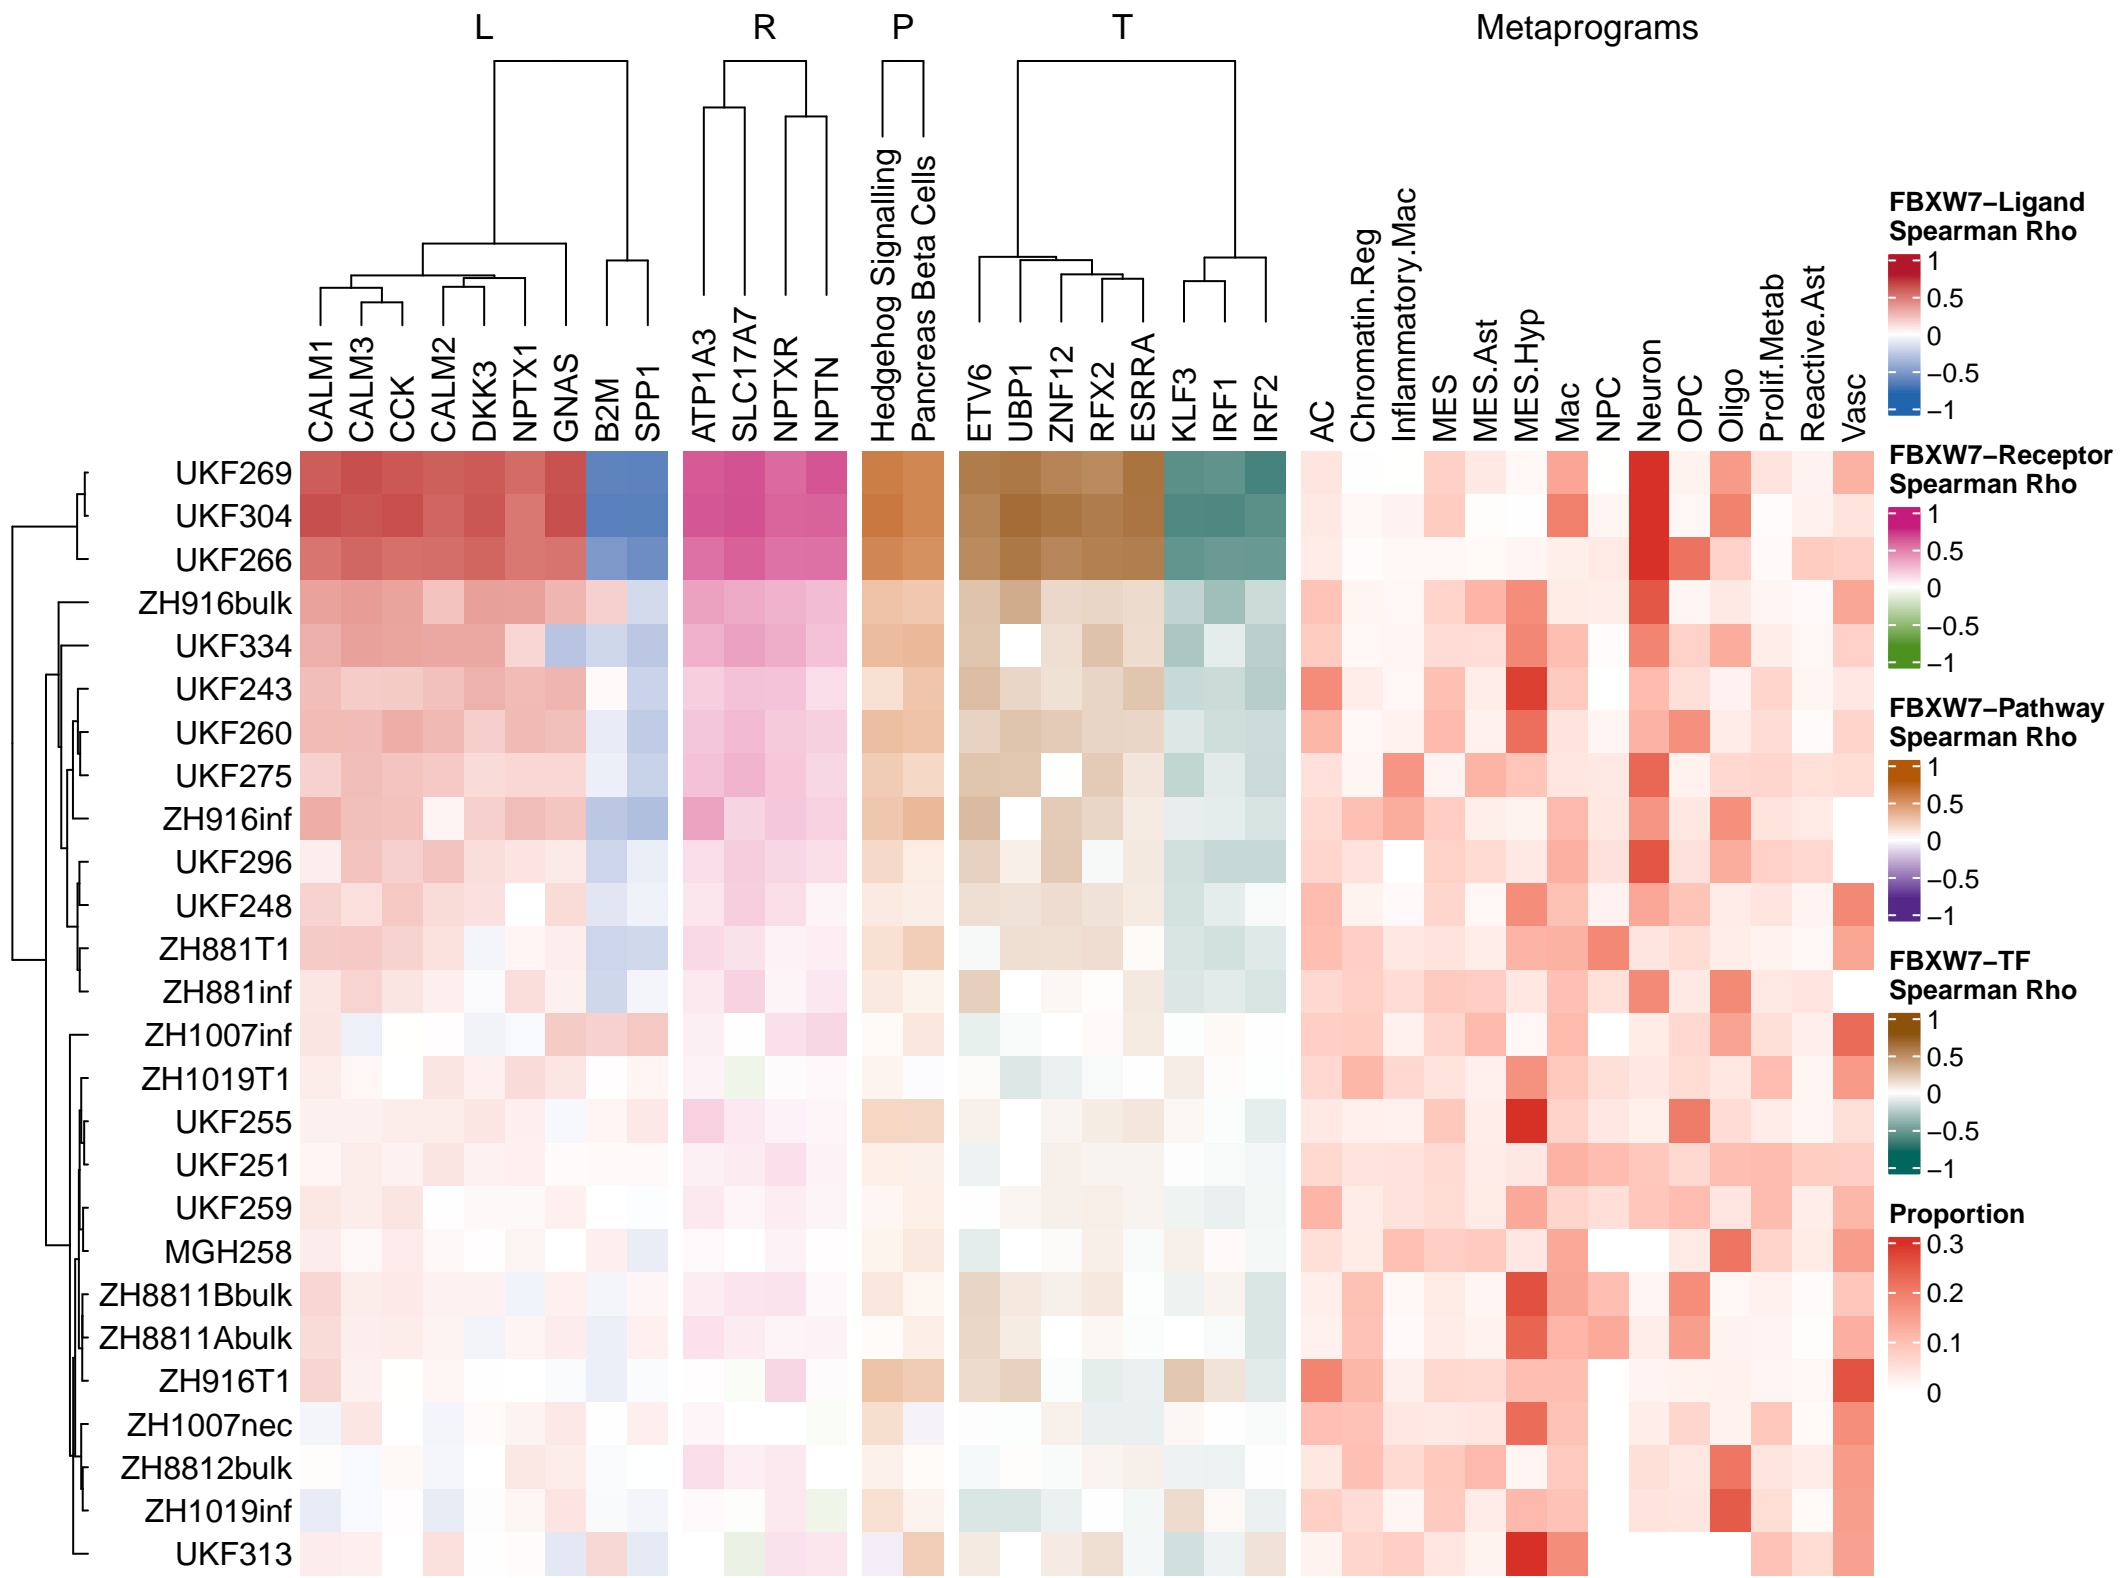 L
R
P
T
Metaprograms
CALM1
CALM3
CCK
CALM2
DKK3
NPTX1
GNAS
B2M
SPP1
ATP1A3
SLC17A7
NPTXR
NPTN
Hedgehog Signalling
Pancreas Beta Cells
ETV6
UBP1
ZNF12
RFX2
ESRRA
KLF3
IRF1
IRF2
AC
Chromatin.Reg
Inflammatory.Mac
MES
MES.Ast
MES.Hyp
Mac
NPC
Neuron
OPC
Oligo
Prolif.Metab
Reactive.Ast
Vasc
UKF269
UKF304
UKF266
ZH916bulk
UKF334
UKF243
UKF260
UKF275
ZH916inf
UKF296
UKF248
ZH881T1
ZH881inf
ZH1007inf
ZH1019T1
UKF255
UKF251
UKF259
MGH258
ZH8811Bbulk
ZH8811Abulk
ZH916T1
ZH1007nec
ZH8812bulk
ZH1019inf
UKF313
FBXW7−Ligand
Spearman Rho
1
0.5
0
−0.5
−1
FBXW7−Receptor
Spearman Rho
1
0.5
0
−0.5
−1
FBXW7−Pathway
Spearman Rho
1
0.5
0
−0.5
−1
FBXW7−TF
Spearman Rho
1
0.5
0
−0.5
−1
Proportion
0.3
0.2
0.1
0